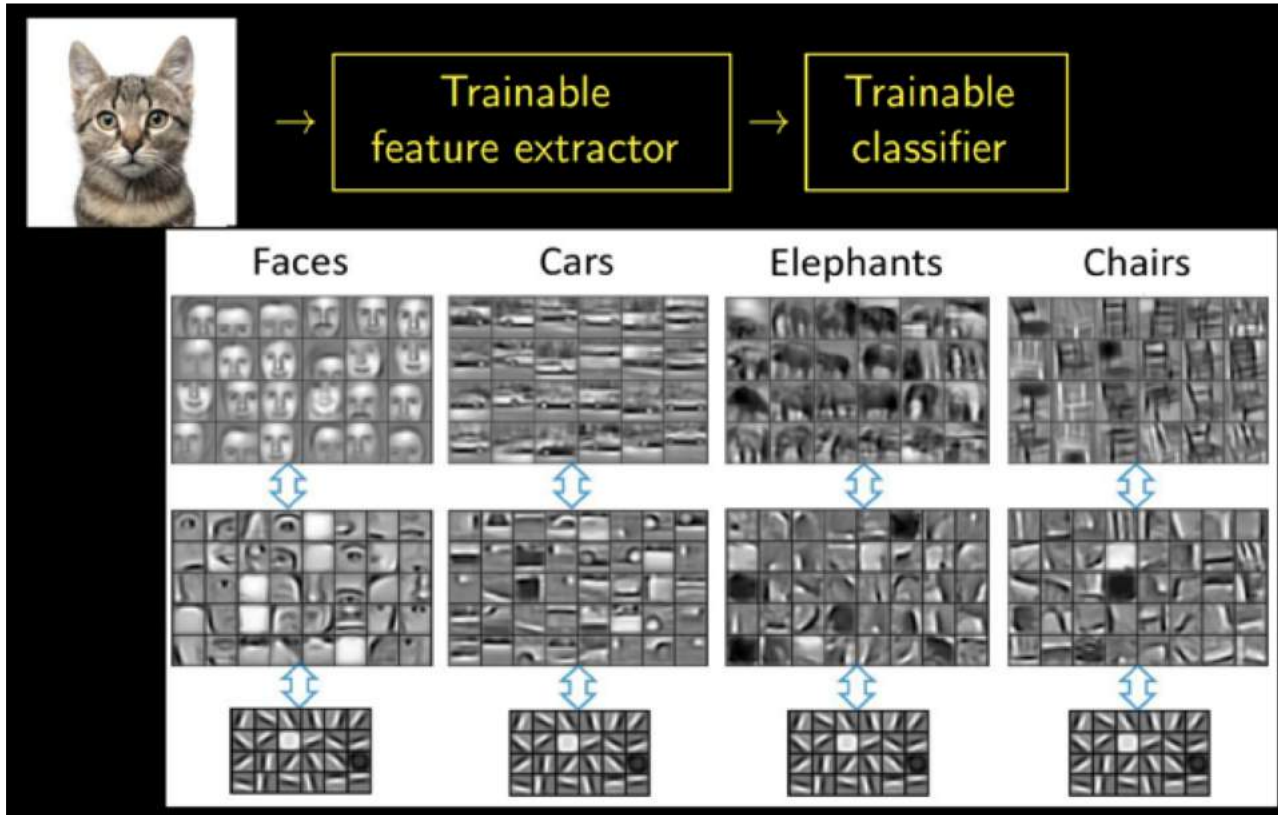 → Trainable feature extractor → Trainable classifier
Faces Cars Elephants Chairs